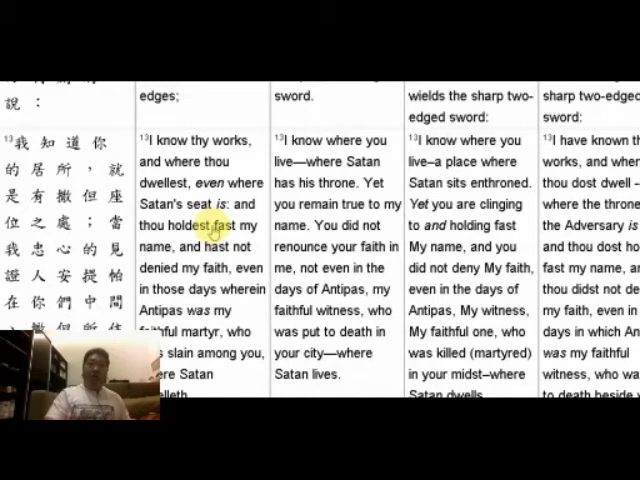 說 ：
13我 知 道 你
的 居 所 ， 就
是 有 撒 但 座
位 之 處 ； 當
我 忠 心 的 見
證 人 安 提 帕
在 你 們 中 間
edges;
13I know thy works,
and where thou
dwellest, even where
Satan's seat is: and
thou holdest fast my
name, and hast not
denied my faith, even
in those days wherein
Antipas was my
faithful martyr, who
slain among you,
where Satan
dwelleth.
sword.
13I know where you
live—where Satan
has his throne. Yet
you remain true to my
name. You did not
renounce your faith in
me, not even in the
days of Antipas, my
faithful witness, who
was put to death in
your city—where
Satan lives.
wields the sharp two-
edged sword:
13I know where you
live–a place where
Satan sits enthroned.
Yet you are clinging
to and holding fast
My name, and you
did not deny My faith,
even in the days of
Antipas, My witness,
My faithful one, who
was killed (martyred)
in your midst–where
Satan dwells.
sharp two-edged
sword:
13I have known th
works, and wher
thou dost dwell -
where the throne
the Adversary is
and thou dost ho
fast my name, an
thou didst not de
my faith, even in
days in which An
was my faithful
witness, who wa
to death beside